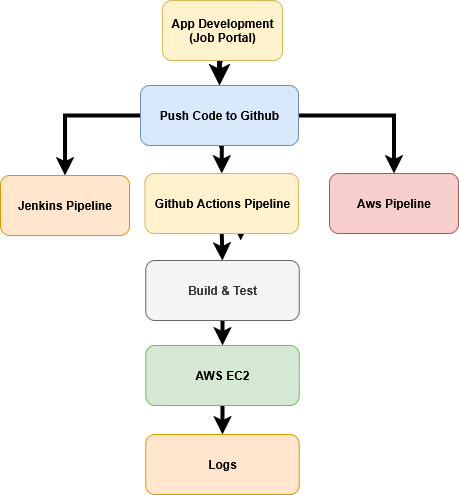 App Development
(Job Portal)
Push Code to Github
Jenkins Pipeline
Github Actions Pipeline
Aws Pipeline
Build & Test
AWS EC2
Logs